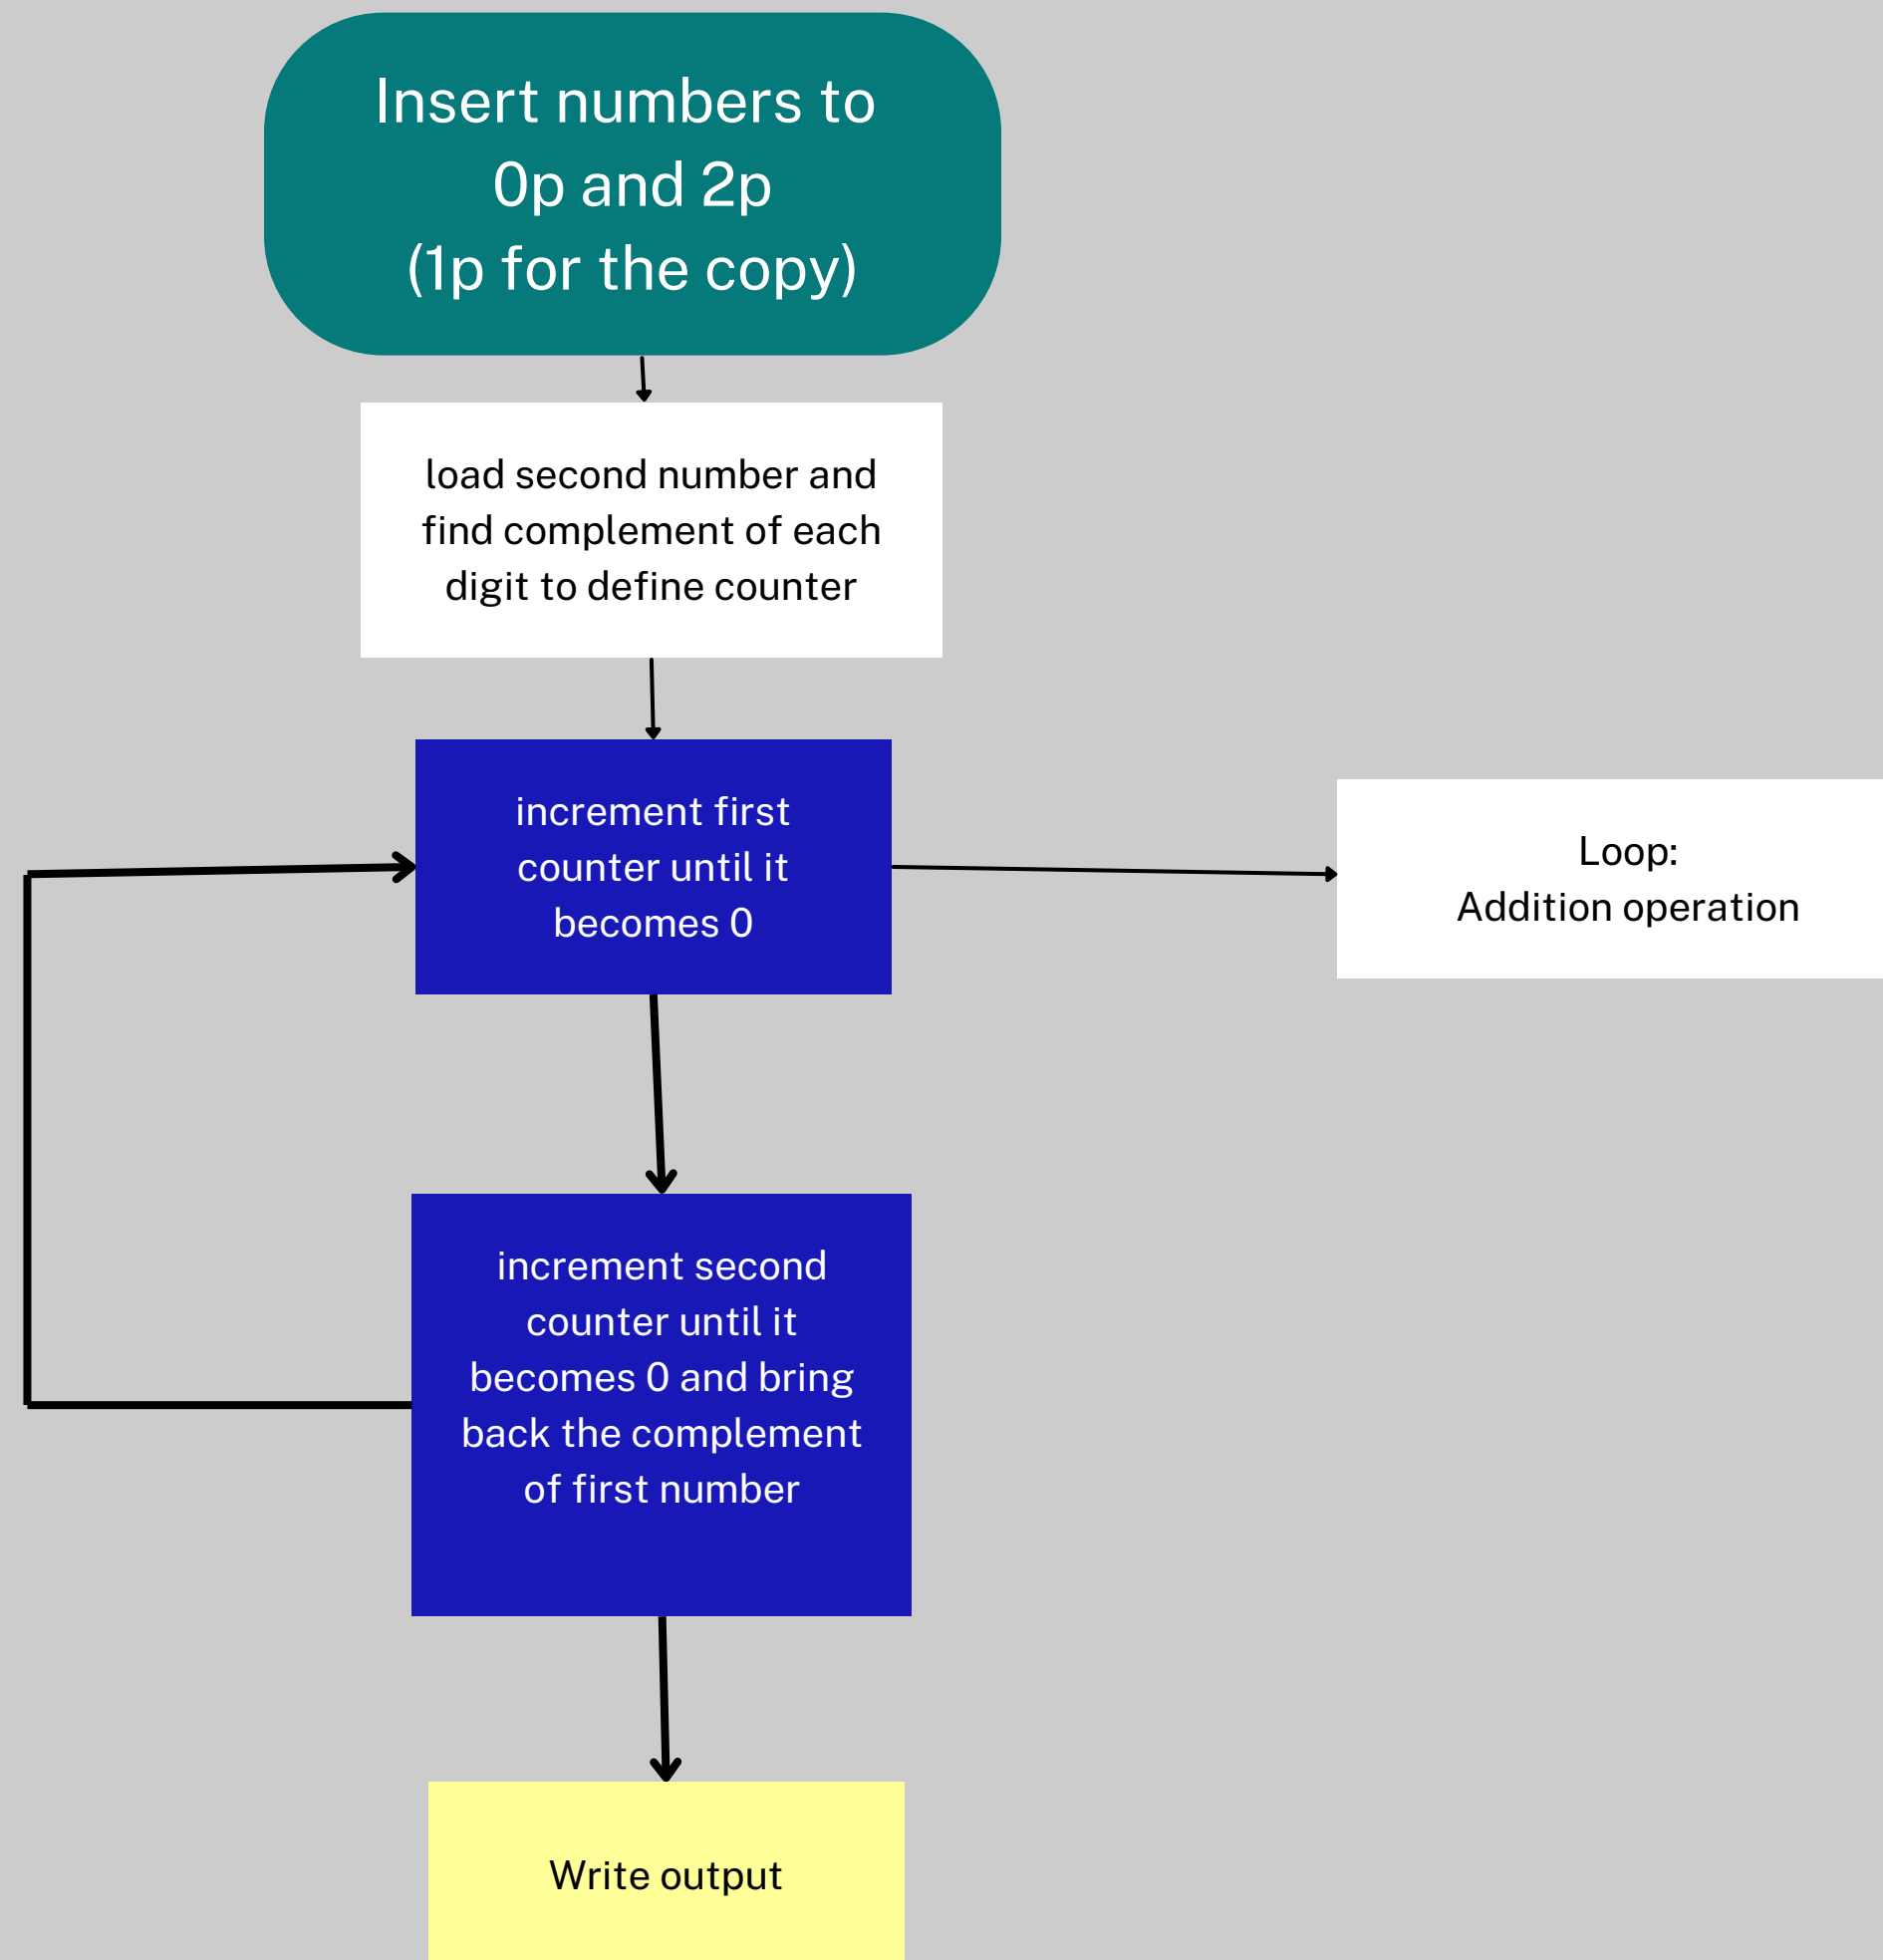 Insert numbers to
0p and 2p
(1p for the copy)
load second number and
find complement of each
digit to define counter
increment first
counter until it
becomes 0
Loop:
Addition operation
increment second
counter until it
becomes 0 and bring
back the complement
of first number
Write output